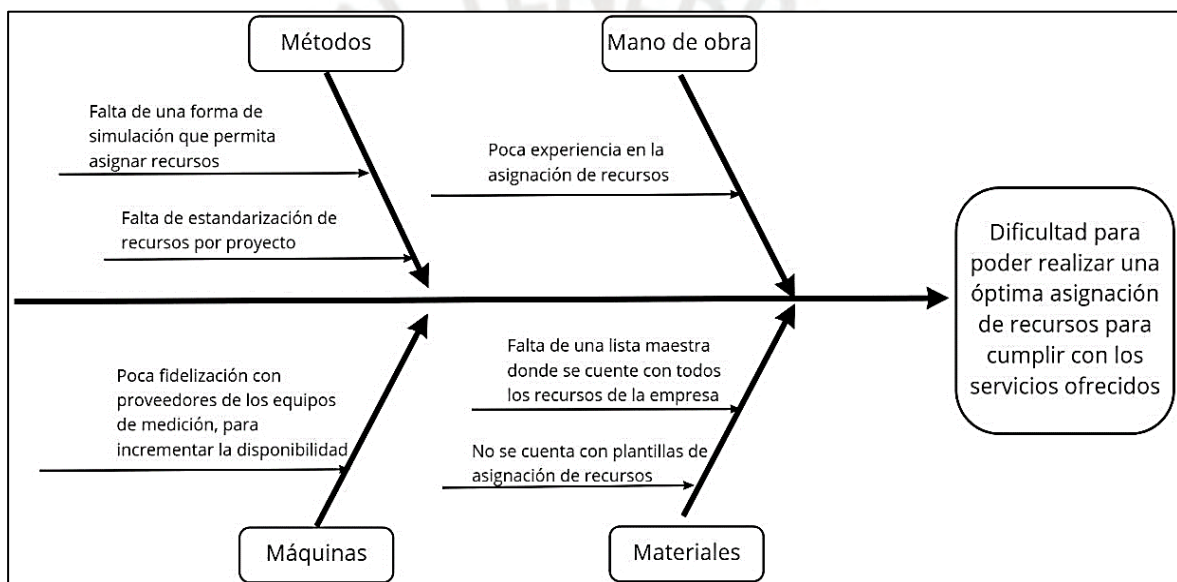 Métodos
Mano de obra
Falta de una forma de
simulación que permita
asignar recursos
Poca experiencia en la
asignación de recursos
Falta de estandarización de
recursos por proyecto
Dificultad para
poder realizar una
óptima asignación
de recursos para
cumplir con los
servicios ofrecidos
Poca fidelización con
proveedores de los equipos
de medición, para
incrementar la disponibilidad
Falta de una lista maestra
donde se cuente con todos
los recursos de la empresa
No se cuenta con plantillas de
asignación de recursos
Máquinas
Materiales